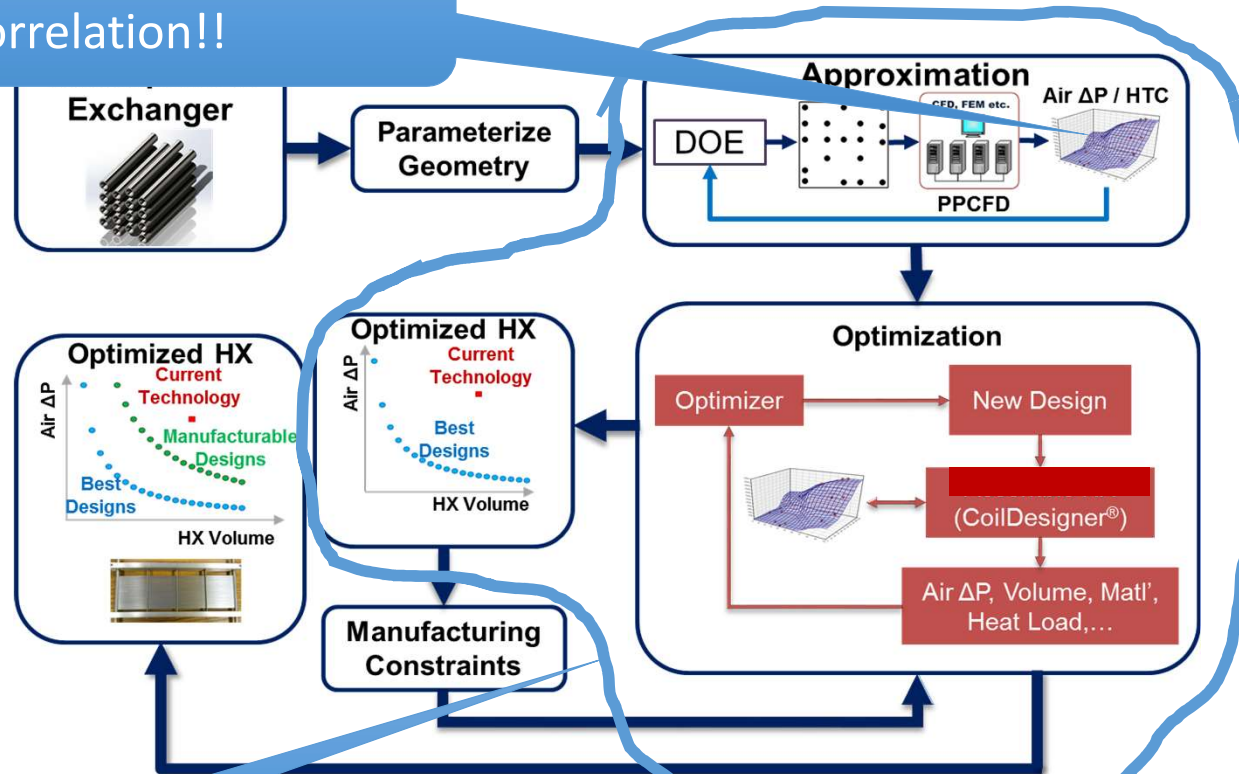 orrelation!!
Exchanger
Parameterize
Geometry
Approximation
DOE
CFD, FEM etc.
PPCFD
Air ΔP / HTC
Optimization
Optimizer
New Design
(CoilDesigner®)
Air ΔP, Volume, Matl’,
Heat Load,…
Optimized HX
Current
Technology
Air ΔP
Best
Designs
HX Volume
Manufacturing
Constraints
Optimized HX
Current
Technology
Air ΔP
Manufacturable
Designs
Best
Designs
HX Volume